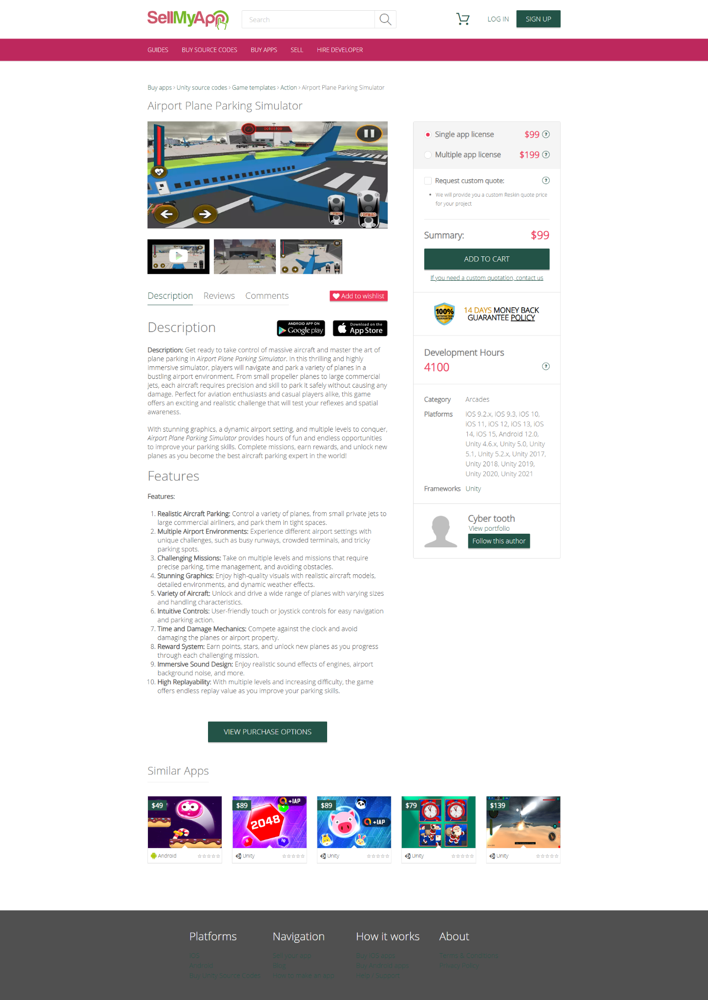 SellMyApp
Search
LOG IN
SIGN UP
GUIDES
BUY SOURCE CODES
BUY APPS
SELL
HIRE DEVELOPER
Buy apps › Unity source codes › Game templates › Action › Airport Plane Parking Simulator
Airport Plane Parking Simulator
00:05:00
FORWAD
FORWAD
Description
Reviews
Comments
Add to wishlist
Description
ANDROID APP ON
Google play
Download on the
App Store
Description: Get ready to take control of massive aircraft and master the art of
plane parking in Airport Plane Parking Simulator. In this thrilling and highly
immersive simulator, players will navigate and park a variety of planes in a
bustling airport environment. From small propeller planes to large commercial
jets, each aircraft requires precision and skill to park it safely without causing any
damage. Perfect for aviation enthusiasts and casual players alike, this game
offers an exciting and realistic challenge that will test your reflexes and spatial
awareness.
With stunning graphics, a dynamic airport setting, and multiple levels to conquer,
Airport Plane Parking Simulator provides hours of fun and endless opportunities
to improve your parking skills. Complete missions, earn rewards, and unlock new
planes as you become the best aircraft parking expert in the world!
Features
Features:
1. Realistic Aircraft Parking: Control a variety of planes, from small private jets to
large commercial airliners, and park them in tight spaces.
2. Multiple Airport Environments: Experience different airport settings with
unique challenges, such as busy runways, crowded terminals, and tricky
parking spots.
3. Challenging Missions: Take on multiple levels and missions that require
precise parking, time management, and avoiding obstacles.
4. Stunning Graphics: Enjoy high-quality visuals with realistic aircraft models,
detailed environments, and dynamic weather effects.
5. Variety of Aircraft: Unlock and drive a wide range of planes with varying sizes
and handling characteristics.
6. Intuitive Controls: User-friendly touch or joystick controls for easy navigation
and parking action.
7. Time and Damage Mechanics: Compete against the clock and avoid
damaging the planes or airport property.
8. Reward System: Earn points, stars, and unlock new planes as you progress
through each challenging mission.
9. Immersive Sound Design: Enjoy realistic sound effects of engines, airport
background noise, and more.
10. High Replayability: With multiple levels and increasing difficulty, the game
offers endless replay value as you improve your parking skills.
VIEW PURCHASE OPTIONS
Single app license $99 ?
Multiple app license $199 ?
Request custom quote: ?
• We will provide you a custom Reskin quote price
for your project
Summary: $99
ADD TO CART
If you need a custom quotation, contact us
100%
SATISFACTION
GUARANTEE
14 DAYS MONEY BACK
GUARANTEE POLICY
Development Hours
4100 ?
Category Arcades
Platforms iOS 9.2.x, iOS 9.3, iOS 10,
iOS 11, iOS 12, iOS 13, iOS
14, iOS 15, Android 12.0,
Unity 4.6.x, Unity 5.0, Unity
5.1, Unity 5.2.x, Unity 2017,
Unity 2018, Unity 2019,
Unity 2020, Unity 2021
Frameworks Unity
Cyber tooth
View portfolio
Follow this author
Similar Apps
$49
Android
$89
+IAP
2048
8
16
Unity
$89
+IAP
Unity
$79
Unity
$139
Unity
Platforms
iOS
Android
Buy Unity Source Codes
Navigation
Sell your app
Blog
How to make an app
How it works
Buy iOS apps
Buy Android apps
Help / Support
About
Terms & Conditions
Privacy Policy